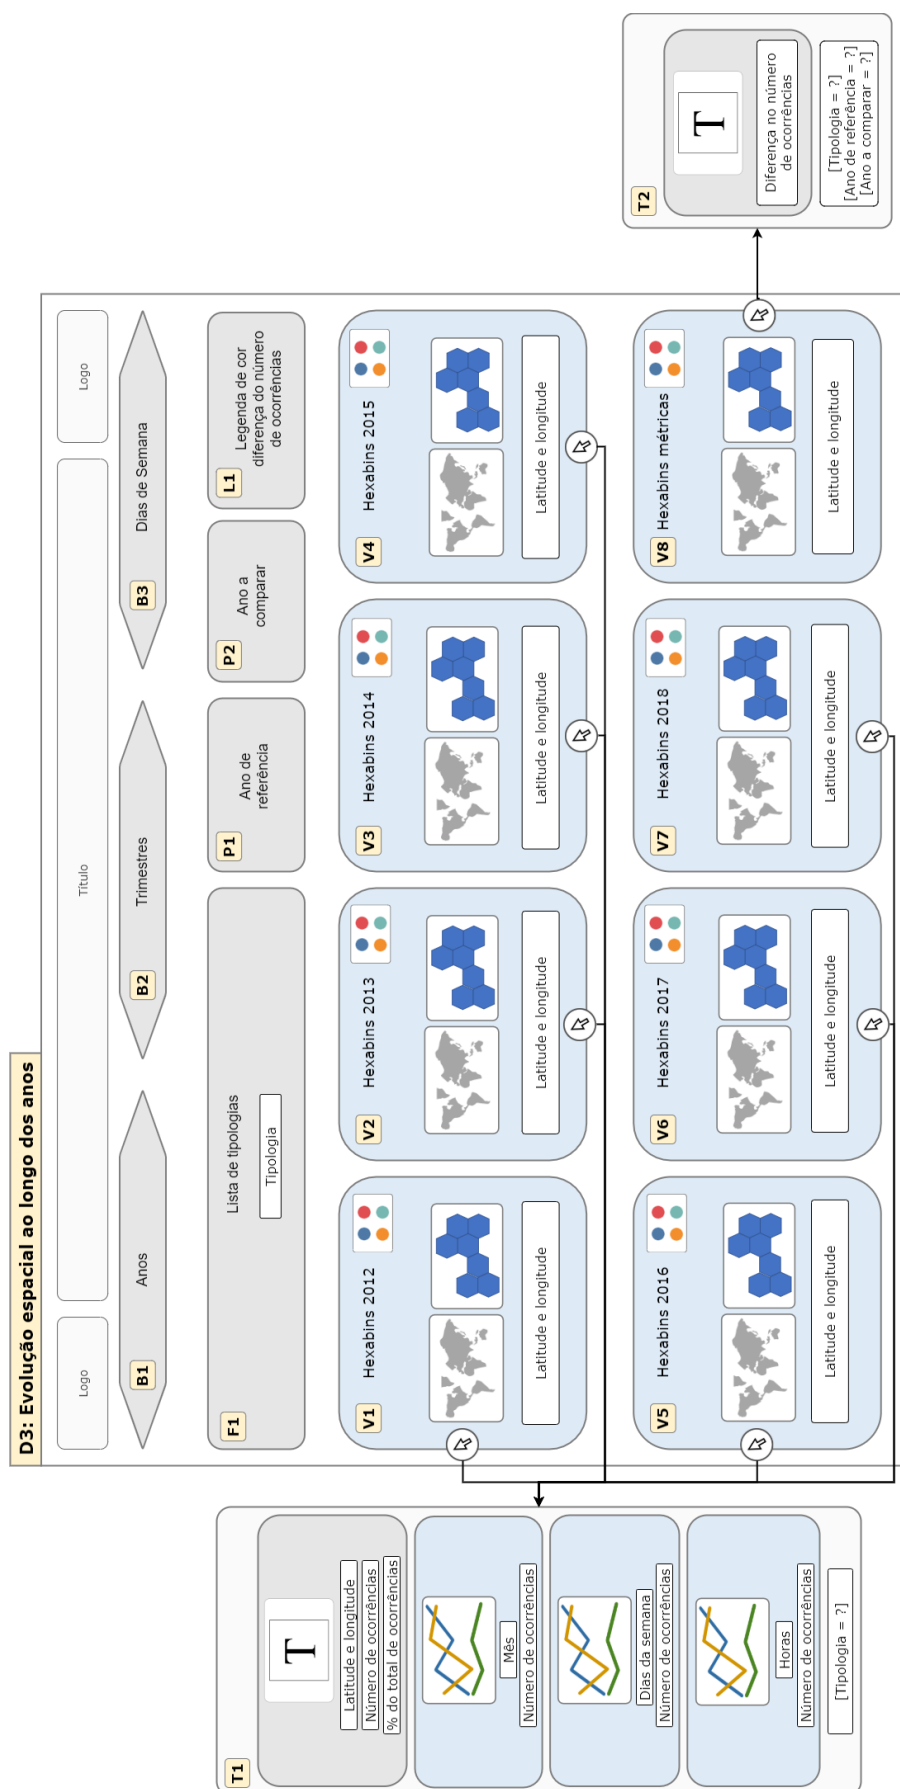 D3: Evolução espacial ao longo dos anos
Logo
Título
Logo
B1
Anos
B2
Trimestres
B3
Dias de Semana
F1
Lista de tipologias
Tipologia
P1
Ano de
referência
P2
Ano a
comparar
L1
Legenda de cor
diferença do número
de ocorrências
V1
Hexabins 2012
Latitude e longitude
V2
Hexabins 2013
Latitude e longitude
V3
Hexabins 2014
Latitude e longitude
V4
Hexabins 2015
Latitude e longitude
V5
Hexabins 2016
Latitude e longitude
V6
Hexabins 2017
Latitude e longitude
V7
Hexabins 2018
Latitude e longitude
V8
Hexabins métricas
Latitude e longitude
T1
T
Latitude e longitude
Número de ocorrências
% do total de ocorrências
Mês
Número de ocorrências
Dias da semana
Número de ocorrências
Horas
Número de ocorrências
[Tipologia = ?]
T2
T
Diferença no número
de ocorrências
[Tipologia = ?]
[Ano de referência = ?]
[Ano a comparar = ?]